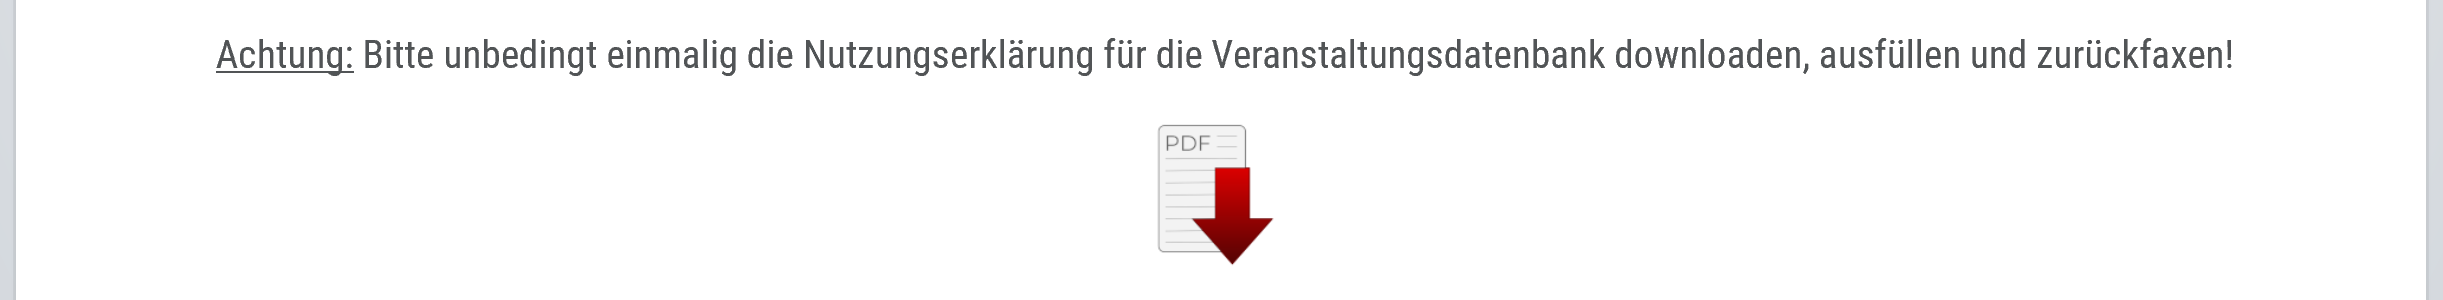 Achtung: Bitte unbedingt einmalig die Nutzungserklärung für die Veranstaltungsdatenbank downloaden, ausfüllen und zurückfaxen!
PDF